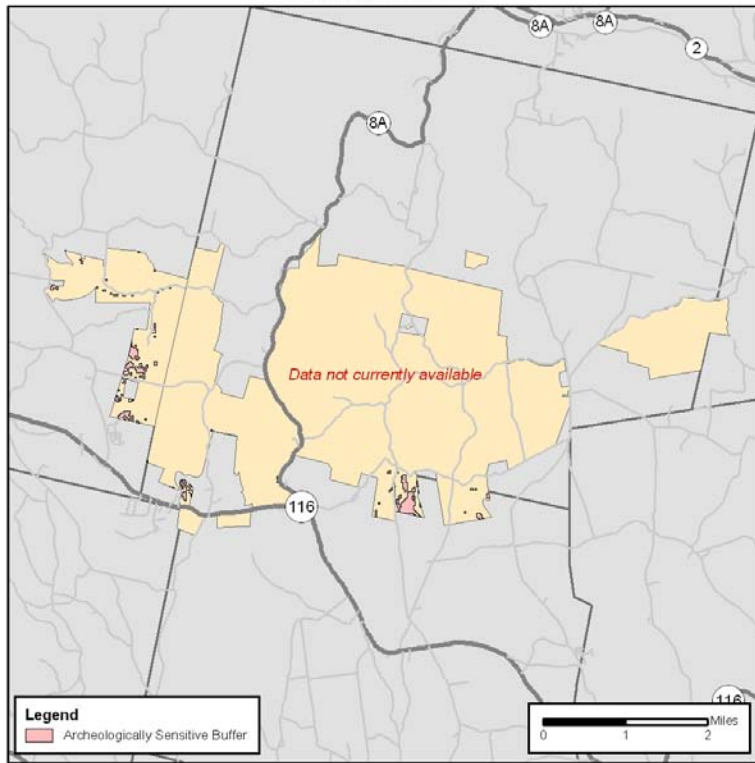 8A
8A
2
8A
Data not currently available
116
116
Legend
Archeologically Sensitive Buffer
Miles
0 1 2